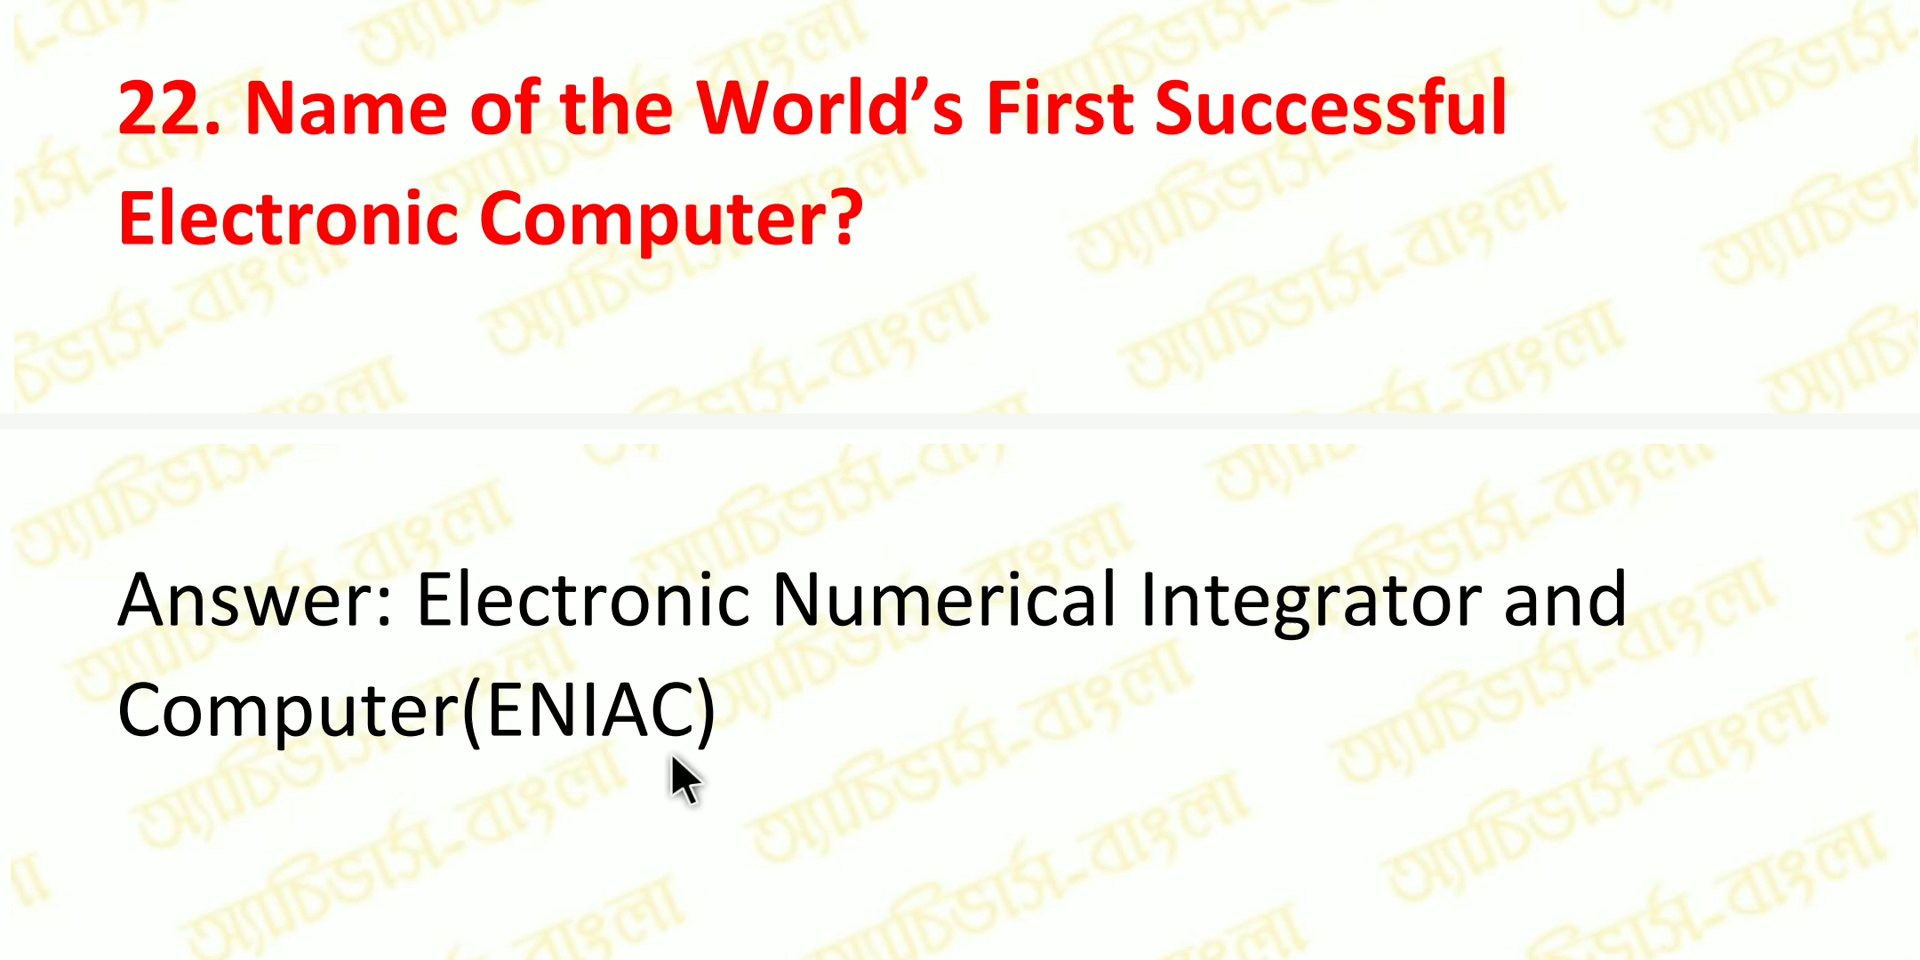 22. Name of the World’s First Successful
Electronic Computer?
Answer: Electronic Numerical Integrator and
Computer(ENIAC)